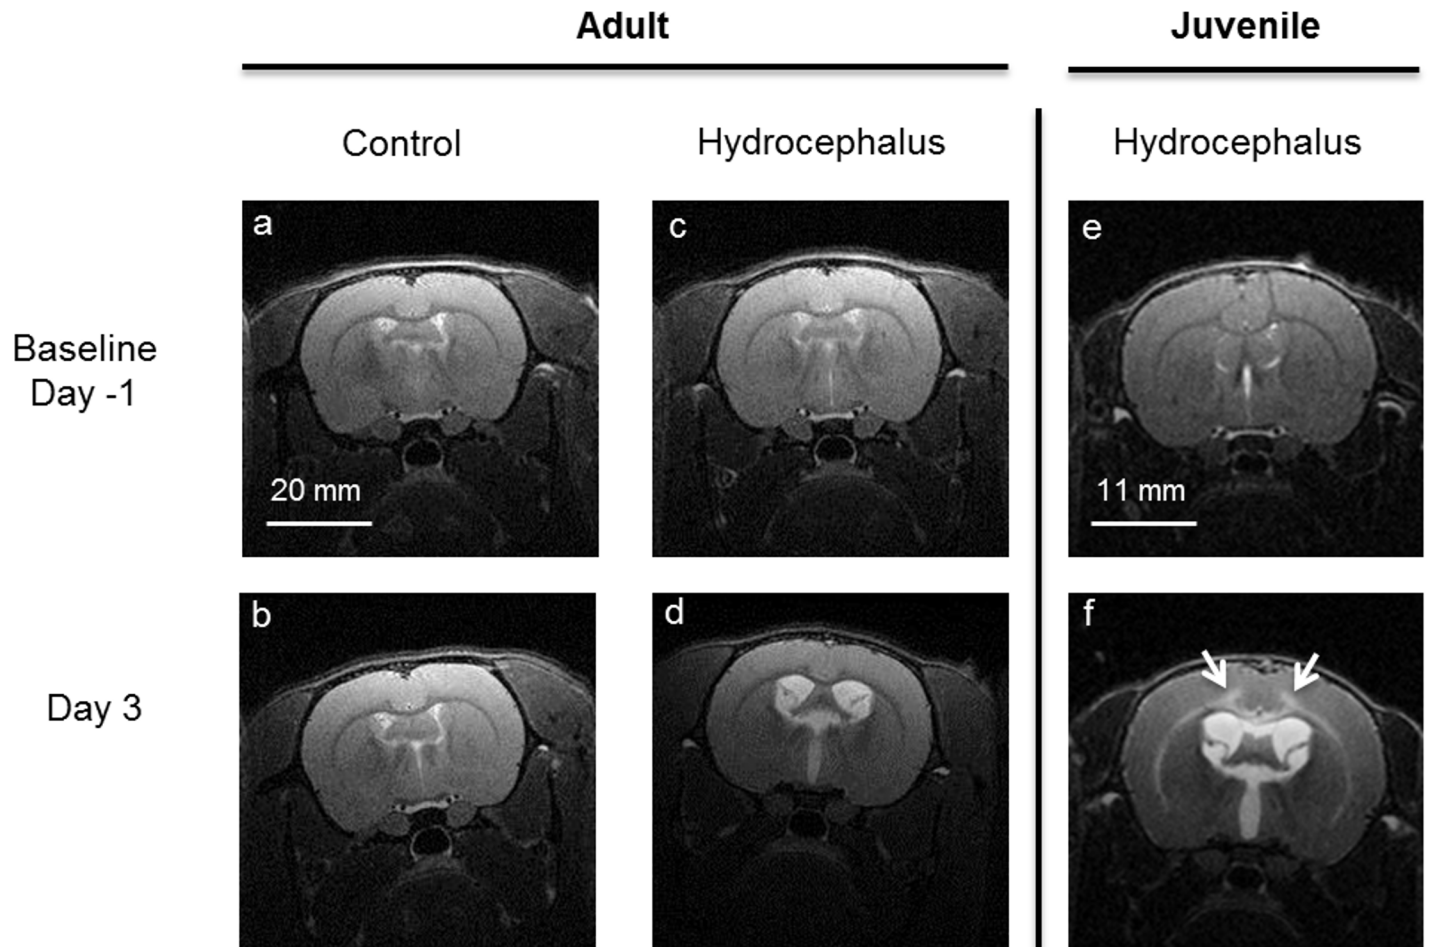 Adult
Juvenile
Control
Hydrocephalus
Hydrocephalus
a
c
e
Baseline
Day -1
20 mm
11 mm
b
d
f
Day 3